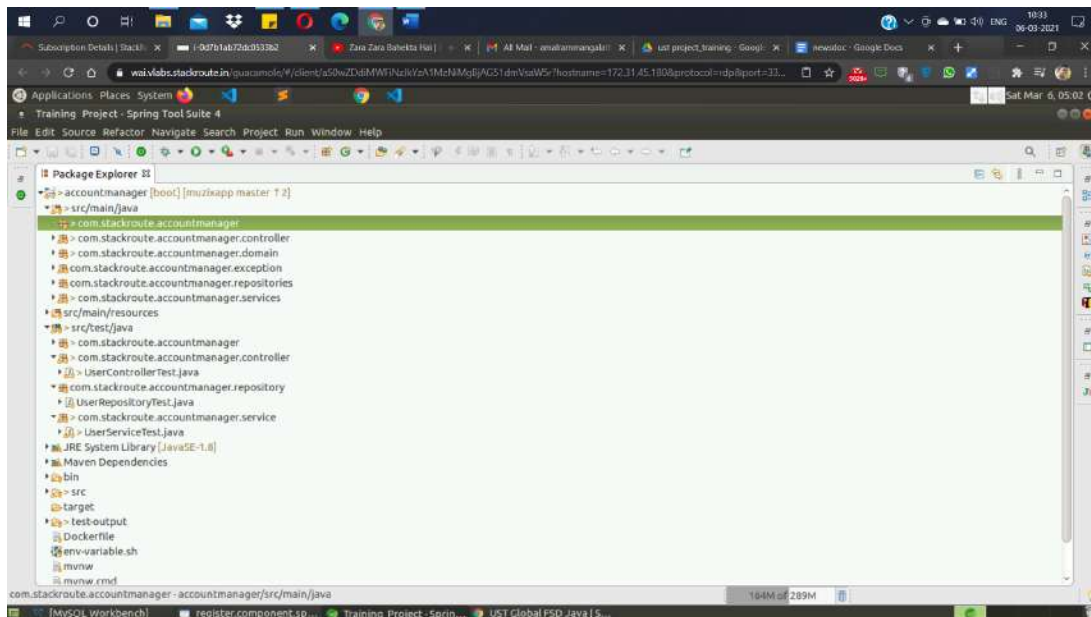 10:33
ENG
06-03-2021
Subscription Details | Stack
i-0d7b1ab72dc0533b2
Zara Zara Bahekta Hai |
All Mail -
ust project_training - Googl
newsdoc - Google Docs
wai.vlabs.stackroute.in/guacamole/#/client/
Applications Places System
Sat Mar 6, 05:02
Training Project - Spring Tool Suite 4
File Edit Source Refactor Navigate Search Project Run Window Help
Package Explorer
> accountmanager [boot] [muzixapp master ↑2]
> src/main/java
> com.stackroute.accountmanager
> com.stackroute.accountmanager.controller
> com.stackroute.accountmanager.domain
com.stackroute.accountmanager.exception
com.stackroute.accountmanager.repositories
> com.stackroute.accountmanager.services
src/main/resources
> src/test/java
> com.stackroute.accountmanager
> com.stackroute.accountmanager.controller
> UserControllerTest.java
com.stackroute.accountmanager.repository
UserRepositoryTest.java
> com.stackroute.accountmanager.service
> UserServiceTest.java
JRE System Library [JavaSE-1.8]
Maven Dependencies
bin
> src
target
> test-output
Dockerfile
env-variable.sh
mvnw
mvnw.cmd
com.stackroute.accountmanager - accountmanager/src/main/java
164M of 289M
[MySQL Workbench]
register.component.sp...
Training Project - Sprin...
UST Global FSD Java | S...